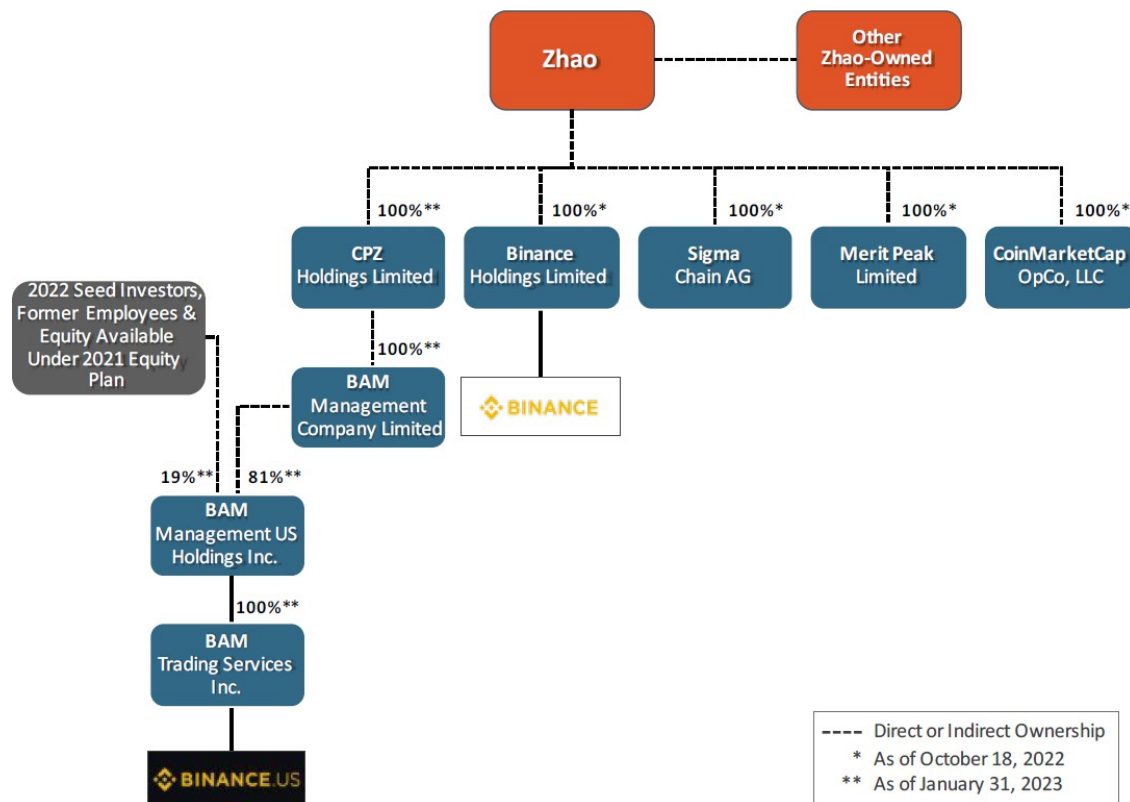 Zhao
Other
Zhao-Owned
Entities
100%**
100%*
100%*
100%*
100%*
CPZ
Holdings Limited
Binance
Holdings Limited
Sigma
Chain AG
Merit Peak
Limited
CoinMarketCap
OpCo, LLC
2022 Seed Investors,
Former Employees &
Equity Available
Under 2021 Equity
Plan
100%**
BAM
Management
Company Limited
BINANCE
19%**
81%**
BAM
Management US
Holdings Inc.
100%**
BAM
Trading Services
Inc.
BINANCE.US
---- Direct or Indirect Ownership
* As of October 18, 2022
** As of January 31, 2023